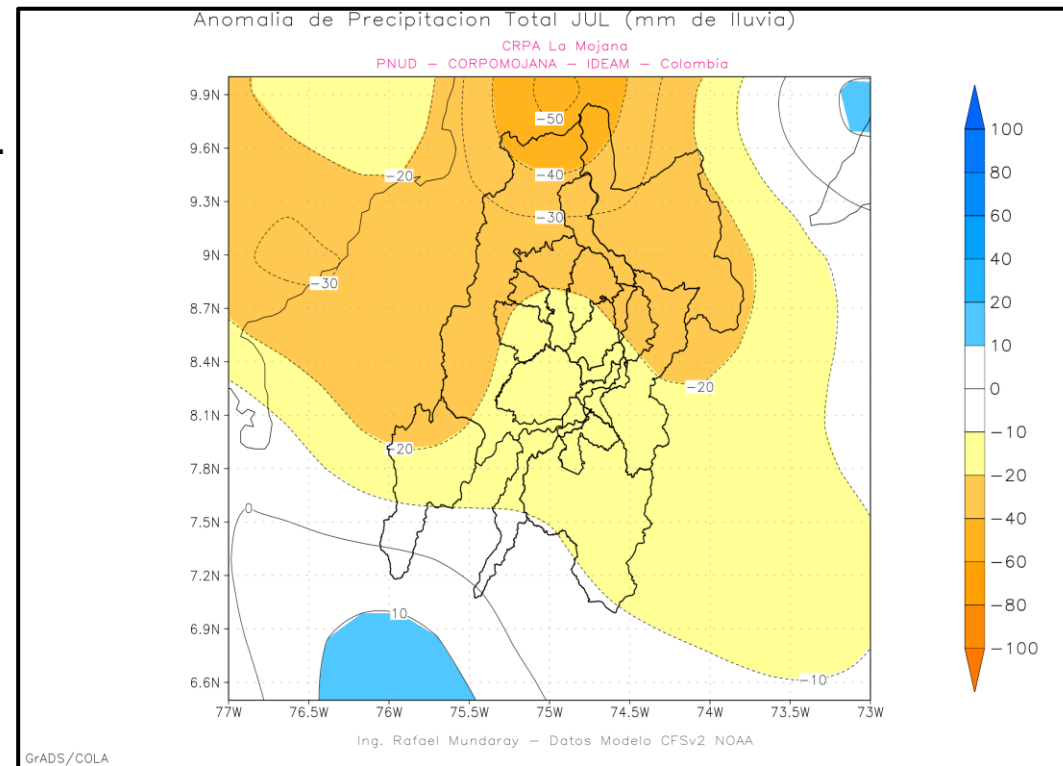 Anomalia de Precipitacion Total JUL (mm de lluvia)
CRPA La Mojana
PNUD – CORPOMOJANA – IDEAM – Colombia
9.9N
9.6N
9.3N
9N
8.7N
8.4N
8.1N
7.8N
7.5N
7.2N
6.9N
6.6N
-50
-40
-30
-20
-30
-20
-20
0
10
-10
77W 76.5W 76W 75.5W 75W 74.5W 74W 73.5W 73W
100
80
60
40
20
10
0
-10
-20
-40
-60
-80
-100
Ing. Rafael Mundaray – Datos Modelo CFSv2 NOAA
GrADS/COLA